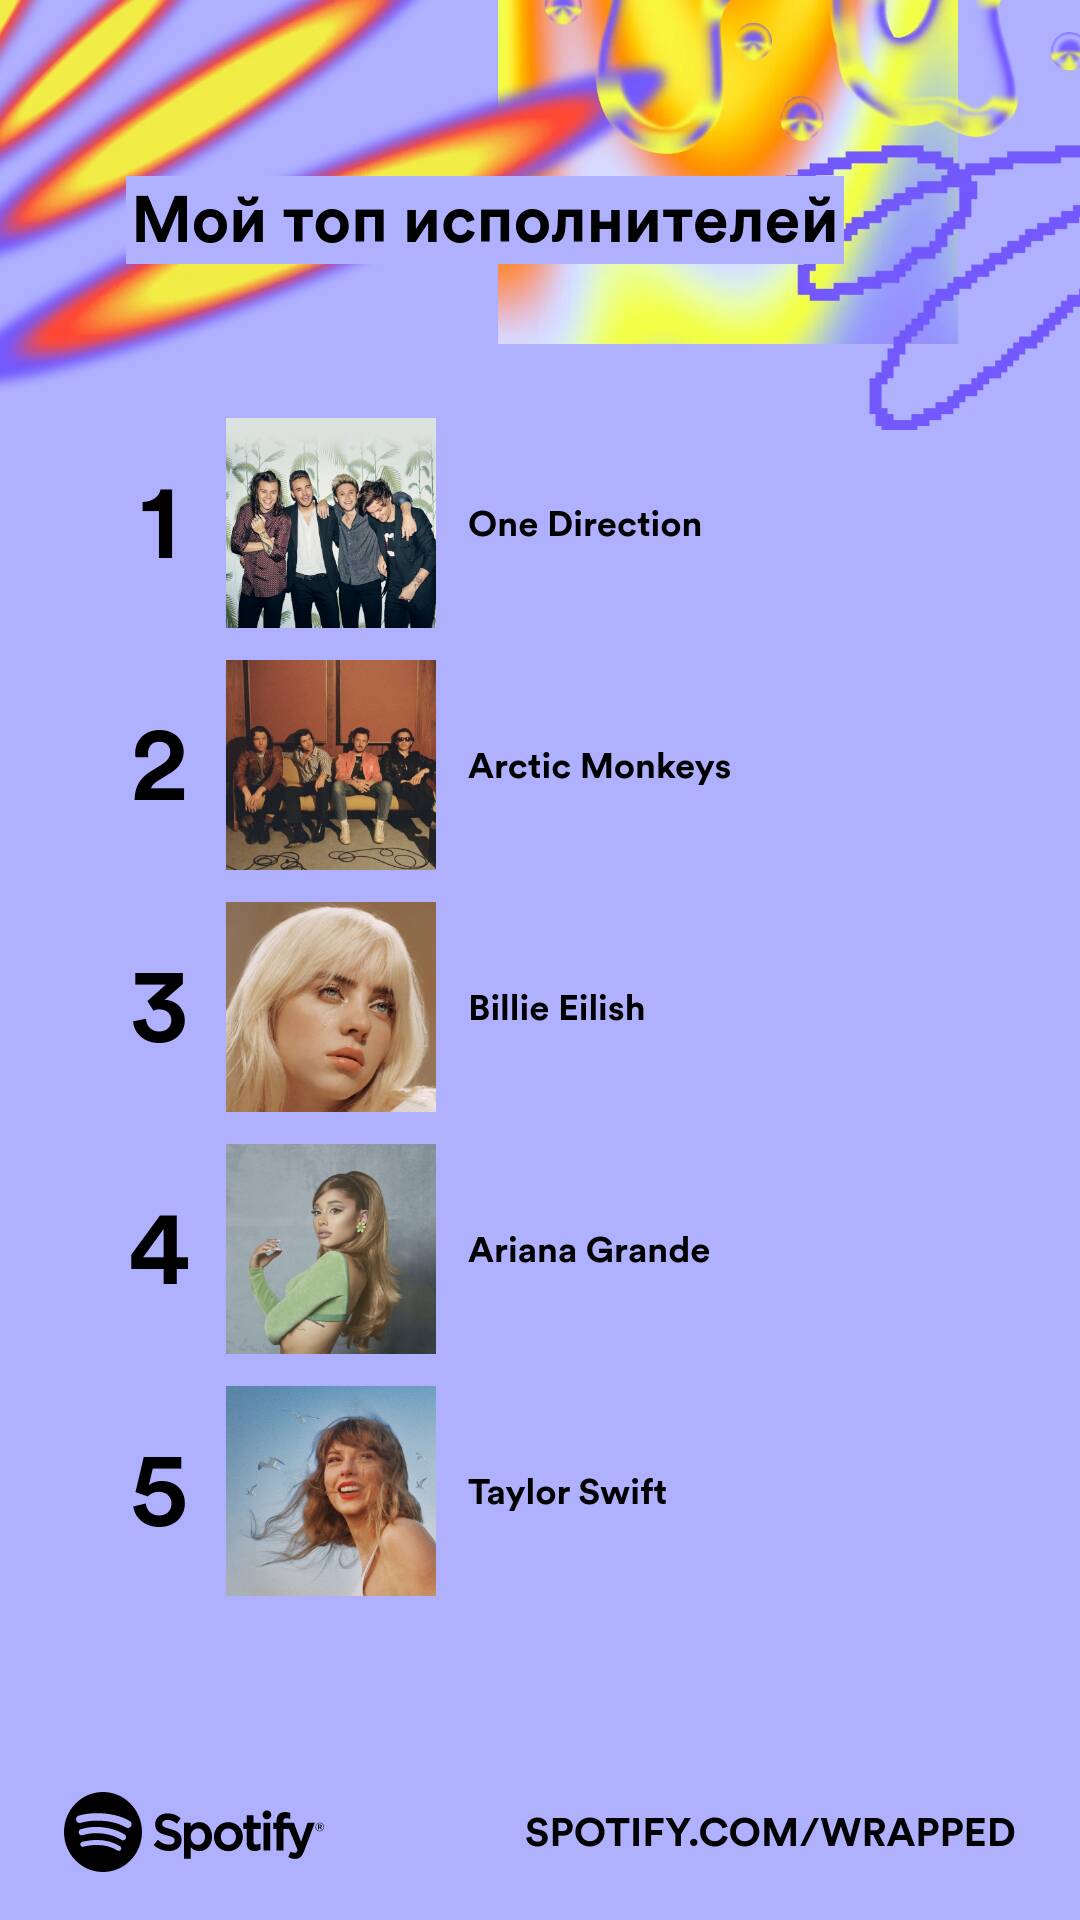 Мой топ исполнителей
1
One Direction
2
Arctic Monkeys
3
Billie Eilish
4
Ariana Grande
5
Taylor Swift
Spotify®
SPOTIFY.COM/WRAPPED